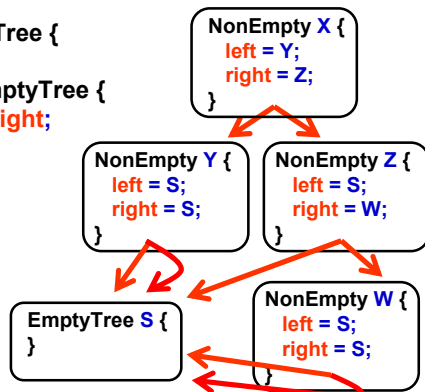 Tree {
ptyTree {
ight;
NonEmpty X {
left = Y;
right = Z;
}
NonEmpty Y {
left = S;
right = S;
}
NonEmpty Z {
left = S;
right = W;
}
EmptyTree S {
}
NonEmpty W {
left = S;
right = S;
}